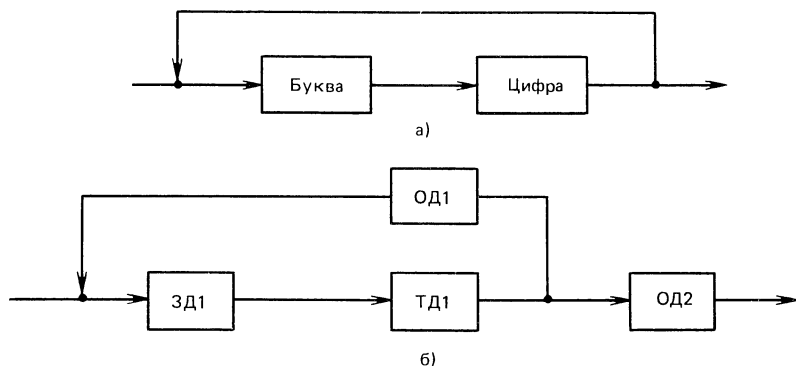 Буква
Цифра
а)
ОД1
ЗД1
ТД1
ОД2
б)